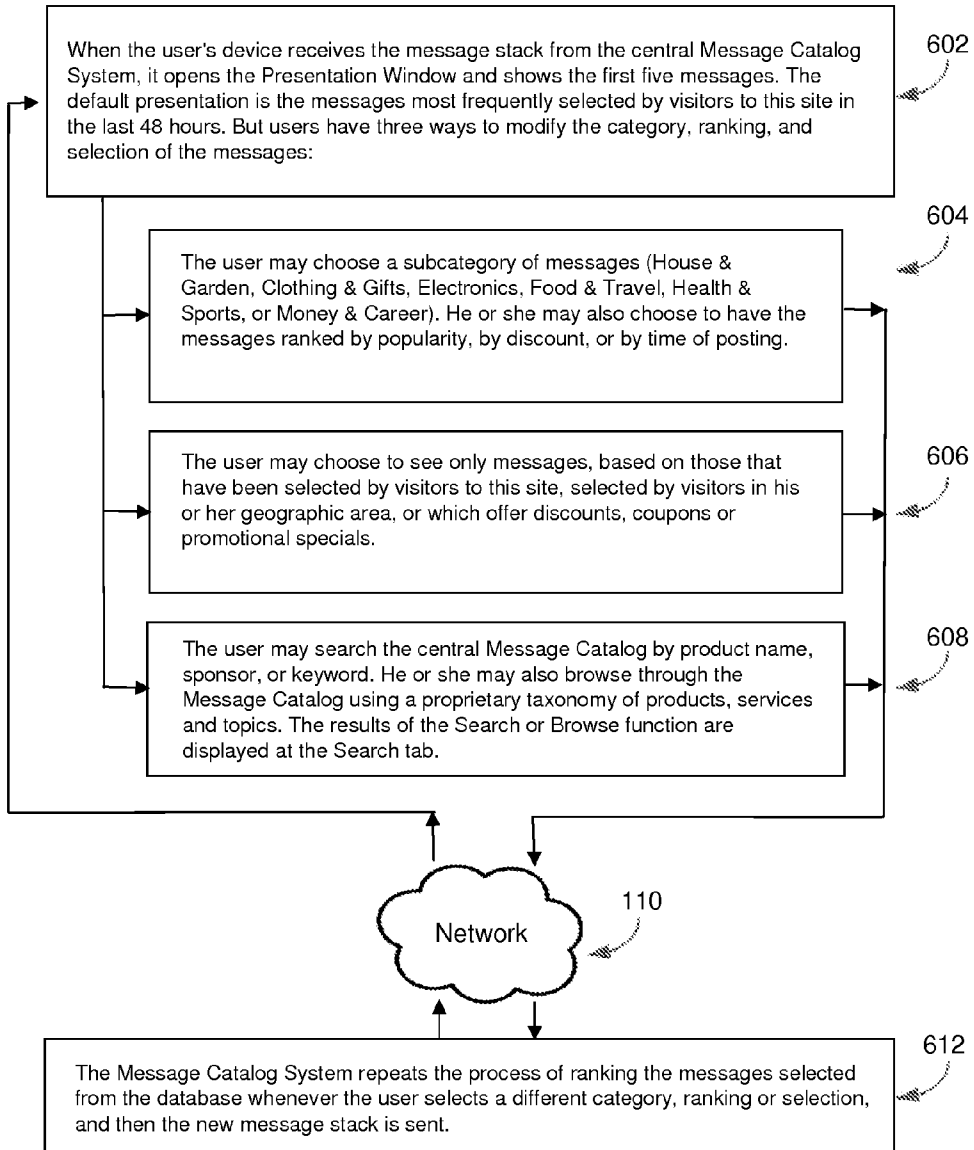 When the user's device receives the message stack from the central Message Catalog
System, it opens the Presentation Window and shows the first five messages. The
default presentation is the messages most frequently selected by visitors to this site in
the last 48 hours. But users have three ways to modify the category, ranking, and
selection of the messages:
602
604
The user may choose a subcategory of messages (House &
Garden, Clothing & Gifts, Electronics, Food & Travel, Health &
Sports, or Money & Career). He or she may also choose to have the
messages ranked by popularity, by discount, or by time of posting.
606
The user may choose to see only messages, based on those that
have been selected by visitors to this site, selected by visitors in his
or her geographic area, or which offer discounts, coupons or
promotional specials.
608
The user may search the central Message Catalog by product name,
sponsor, or keyword. He or she may also browse through the
Message Catalog using a proprietary taxonomy of products, services
and topics. The results of the Search or Browse function are
displayed at the Search tab.
110
Network
612
The Message Catalog System repeats the process of ranking the messages selected
from the database whenever the user selects a different category, ranking or selection,
and then the new message stack is sent.